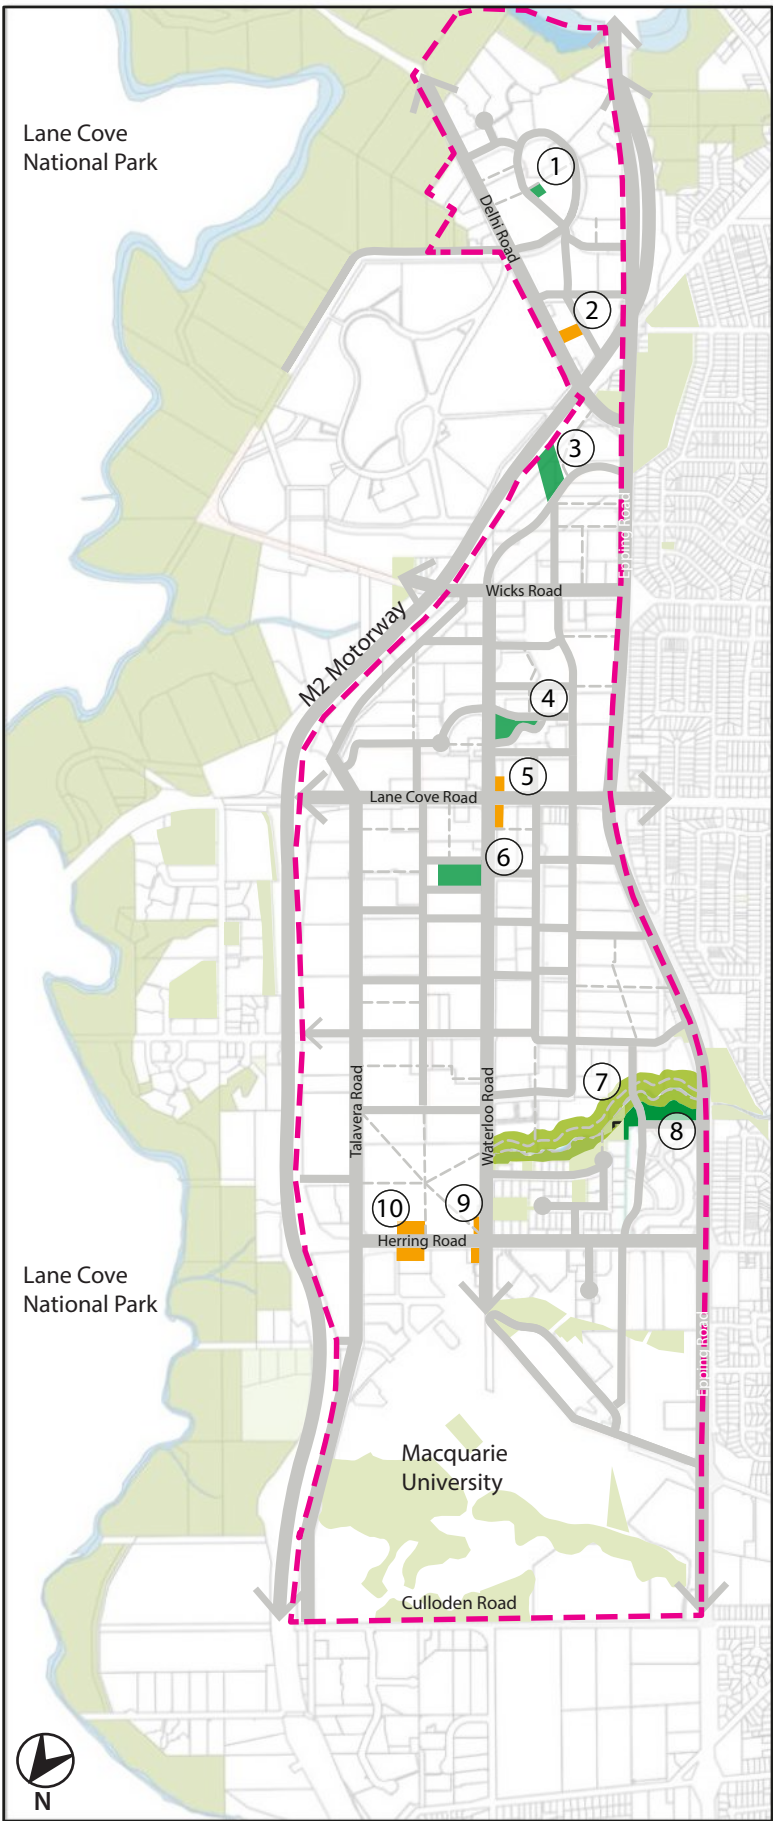 Lane Cove
National Park
1
Delhi Road
2
3
Epping Road
Wicks Road
M2 Motorway
4
5
Lane Cove Road
6
Talavera Road
Waterloo Road
7
8
10
9
Herring Road
Lane Cove
National Park
Epping Road
Macquarie
University
Culloden Road
N